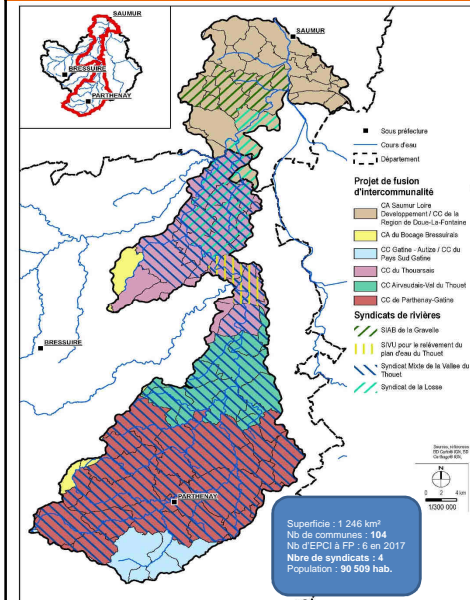 SAUMUR
BRESSUIRE
PARTHENAY
SAUMUR
Sous préfecture
Cours d'eau
Département
Projet de fusion
d'intercommunalité
CA Saumur Loire
Developpement / CC de la
Region de Doue-La-Fontaine
CA du Bocage Bressuirais
CC Gatine - Autize / CC du
Pays Sud Gatine
CC du Thouarsais
CC Airvaudais-Val du Thouet
CC de Parthenay-Gatine
Syndicats de rivières
SIAB de la Gravelle
SIVU pour le relèvement du
plan d'eau du Thouet
Syndicat Mixte de la Vallee du
Thouet
Syndicat de la Losse
BRESSUIRE
PARTHENAY
N
0 2 4 km
1/300 000
Superficie : 1 246 km²
Nb de communes : 104
Nb d'EPCI à FP : 6 en 2017
Nbre de syndicats : 4
Population : 90 509 hab.